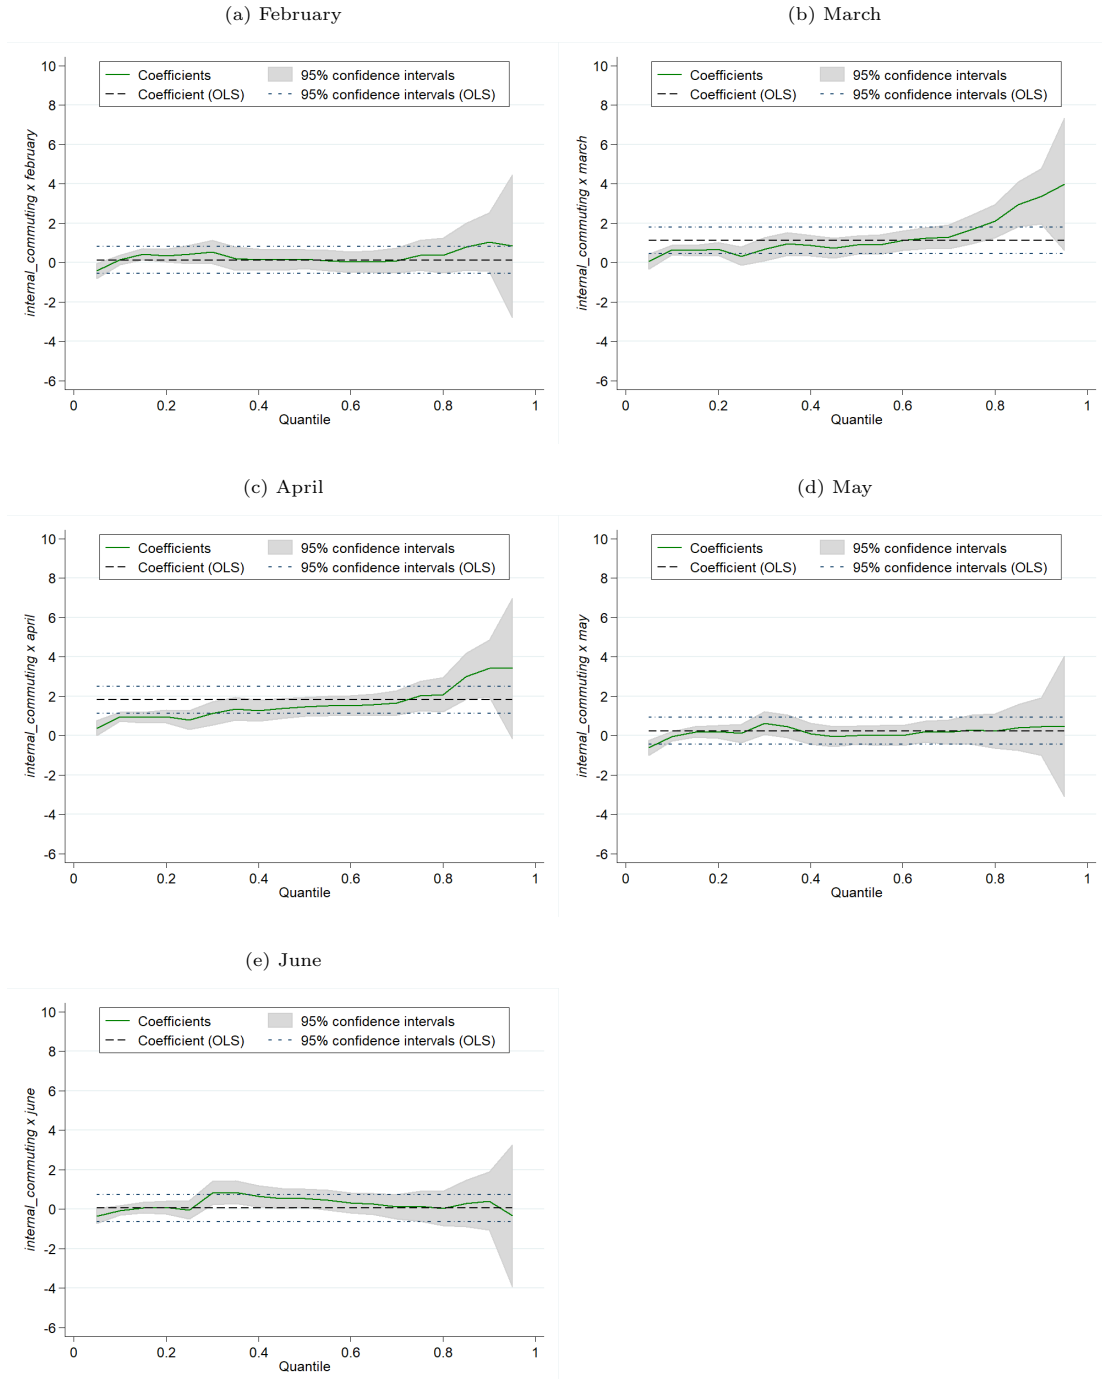 (a) February
10
8
6
4
2
0
-2
-4
-6
internal_commuting x february
Coefficients
95% confidence intervals
Coefficient (OLS)
95% confidence intervals (OLS)
0 0.2 0.4 0.6 0.8 1
Quantile
(b) March
10
8
6
4
2
0
-2
-4
-6
internal_commuting x march
Coefficients
95% confidence intervals
Coefficient (OLS)
95% confidence intervals (OLS)
0 0.2 0.4 0.6 0.8 1
Quantile
(c) April
10
8
6
4
2
0
-2
-4
-6
internal_commuting x april
Coefficients
95% confidence intervals
Coefficient (OLS)
95% confidence intervals (OLS)
0 0.2 0.4 0.6 0.8 1
Quantile
(d) May
10
8
6
4
2
0
-2
-4
-6
internal_commuting x may
Coefficients
95% confidence intervals
Coefficient (OLS)
95% confidence intervals (OLS)
0 0.2 0.4 0.6 0.8 1
Quantile
(e) June
10
8
6
4
2
0
-2
-4
-6
internal_commuting x june
Coefficients
95% confidence intervals
Coefficient (OLS)
95% confidence intervals (OLS)
0 0.2 0.4 0.6 0.8 1
Quantile